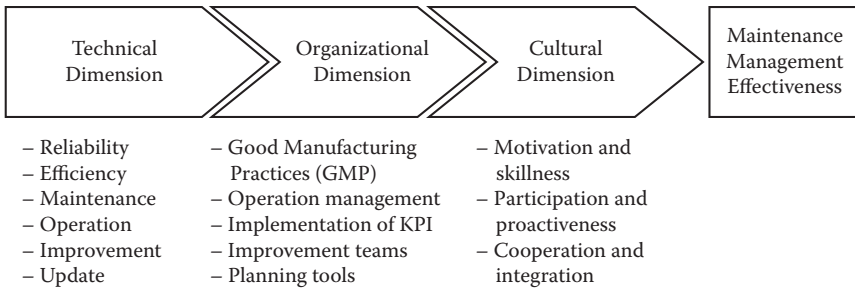 Technical
Dimension
Organizational
Dimension
Cultural
Dimension
Maintenance
Management
Effectiveness
– Reliability
– Efficiency
– Maintenance
– Operation
– Improvement
– Update
– Good Manufacturing
Practices (GMP)
– Operation management
– Implementation of KPI
– Improvement teams
– Planning tools
– Motivation and
skillness
– Participation and
proactiveness
– Cooperation and
integration